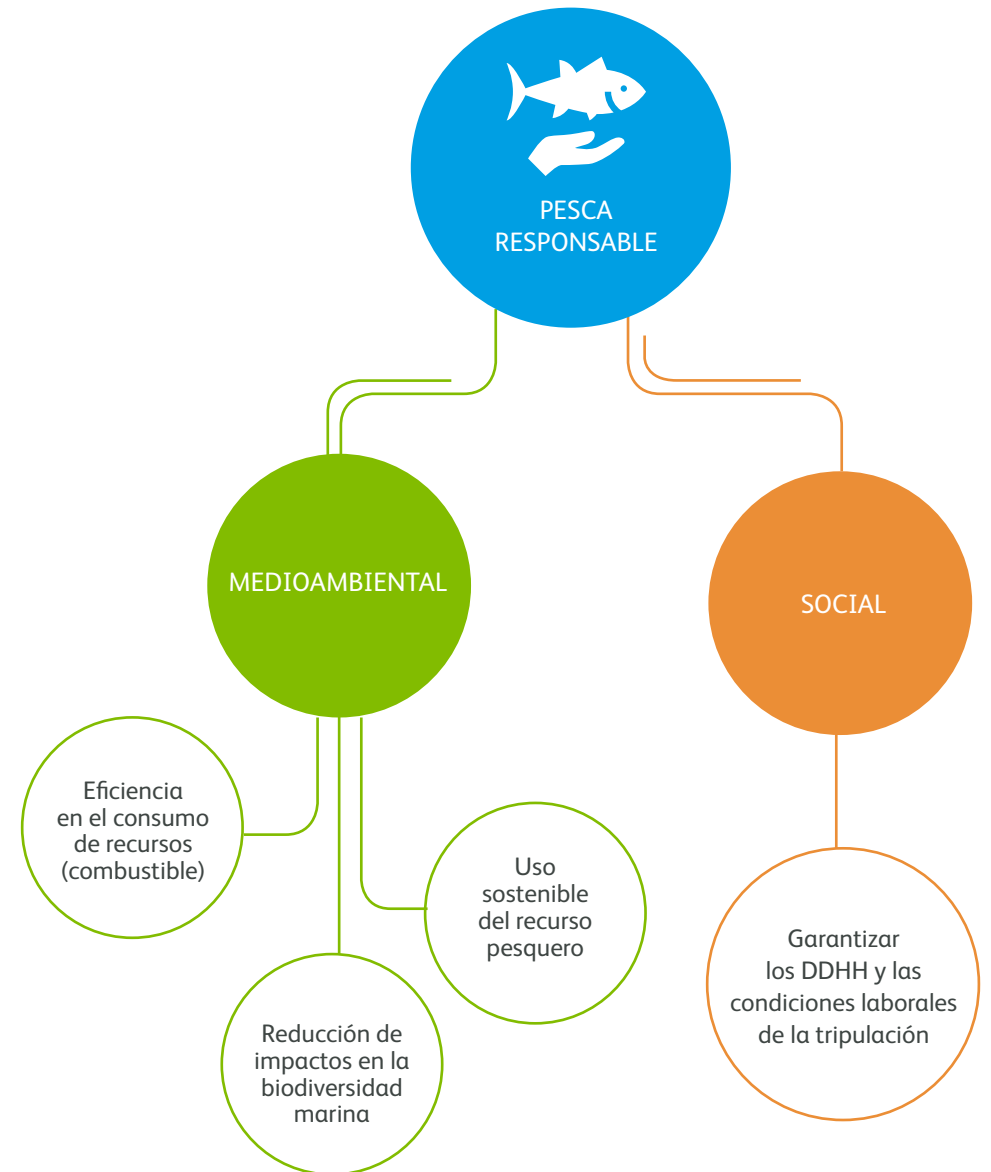 PESCA
RESPONSABLE
MEDIOAMBIENTAL
SOCIAL
Eficiencia
en el consumo
de recursos
(combustible)
Uso
sostenible
del recurso
pesquero
Reducción de
impactos en la
biodiversidad
marina
Garantizar
los DDHH y las
condiciones laborales
de la tripulación